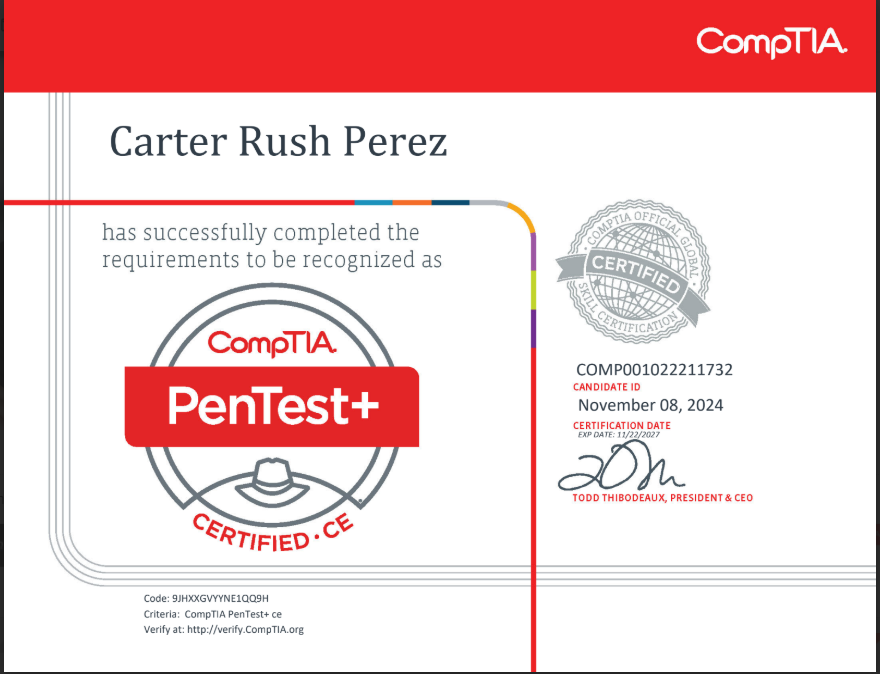 CompTIA.
Carter Rush Perez
has successfully completed the
requirements to be recognized as
CompTIA.
PenTest+
CERTIFIED · CE
COMPTIA OFFICIAL GLOBAL
CERTIFIED
SKILL CERTIFICATION
COMP001022211732
CANDIDATE ID
November 08, 2024
CERTIFICATION DATE
EXP DATE: 11/22/2027
TODD THIBODEAUX, PRESIDENT & CEO
Code: 9JHXXGVYYNE1QQ9H
Criteria: CompTIA PenTest+ ce
Verify at: http://verify.CompTIA.org